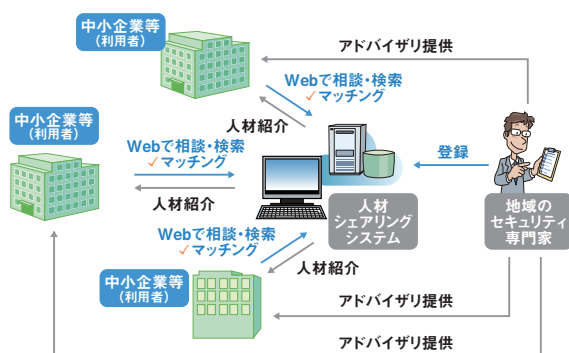 中小企業等
（利用者）
アドバイザリ提供
Webで相談・検索
✓マッチング
人材紹介
中小企業等
（利用者）
Webで相談・検索
✓マッチング
人材紹介
登録
人材
シェアリング
システム
地域の
セキュリティ
専門家
Webで相談・検索
✓マッチング
人材紹介
中小企業等
（利用者）
アドバイザリ提供
アドバイザリ提供